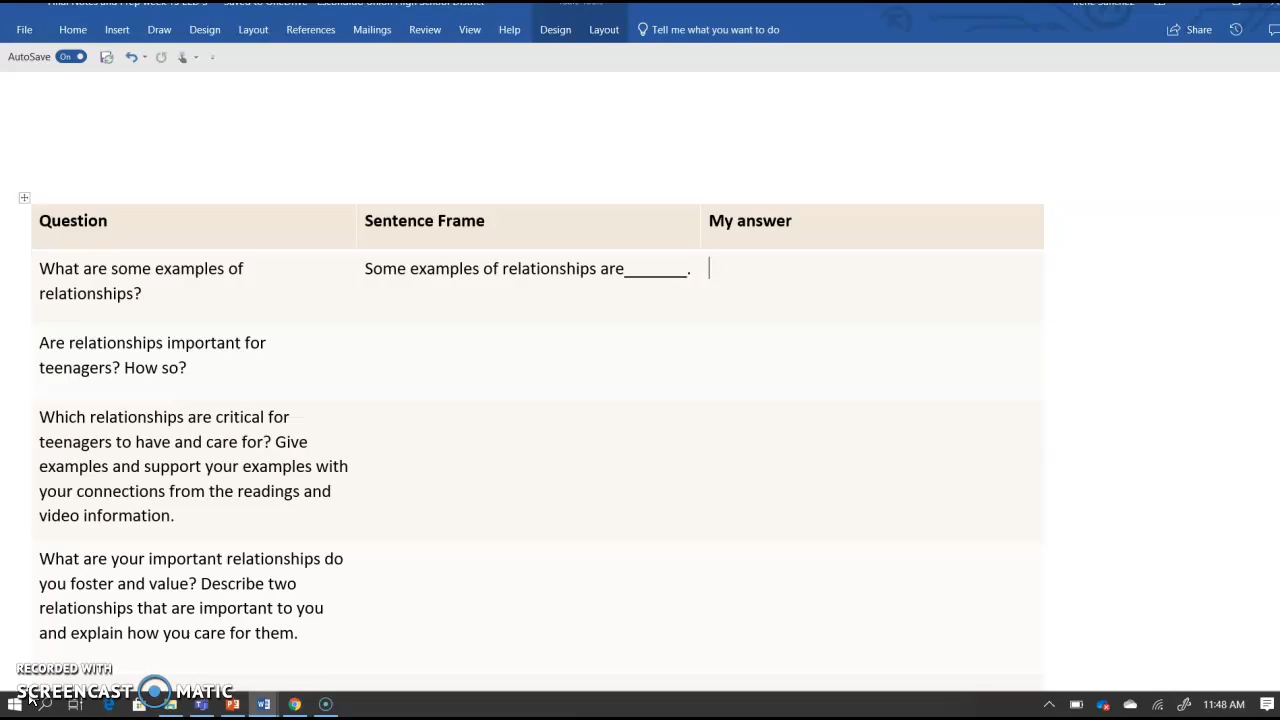 File Home Insert Draw Design Layout References Mailings Review View Help Design Layout Tell me what you want to do Share
AutoSave On
Question Sentence Frame My answer
What are some examples of Some examples of relationships are_______.
relationships?
Are relationships important for
teenagers? How so?
Which relationships are critical for
teenagers to have and care for? Give
examples and support your examples with
your connections from the readings and
video information.
What are your important relationships do
you foster and value? Describe two
relationships that are important to you
and explain how you care for them.
RECORDED WITH
SCREENCAST MATIC
11:48 AM